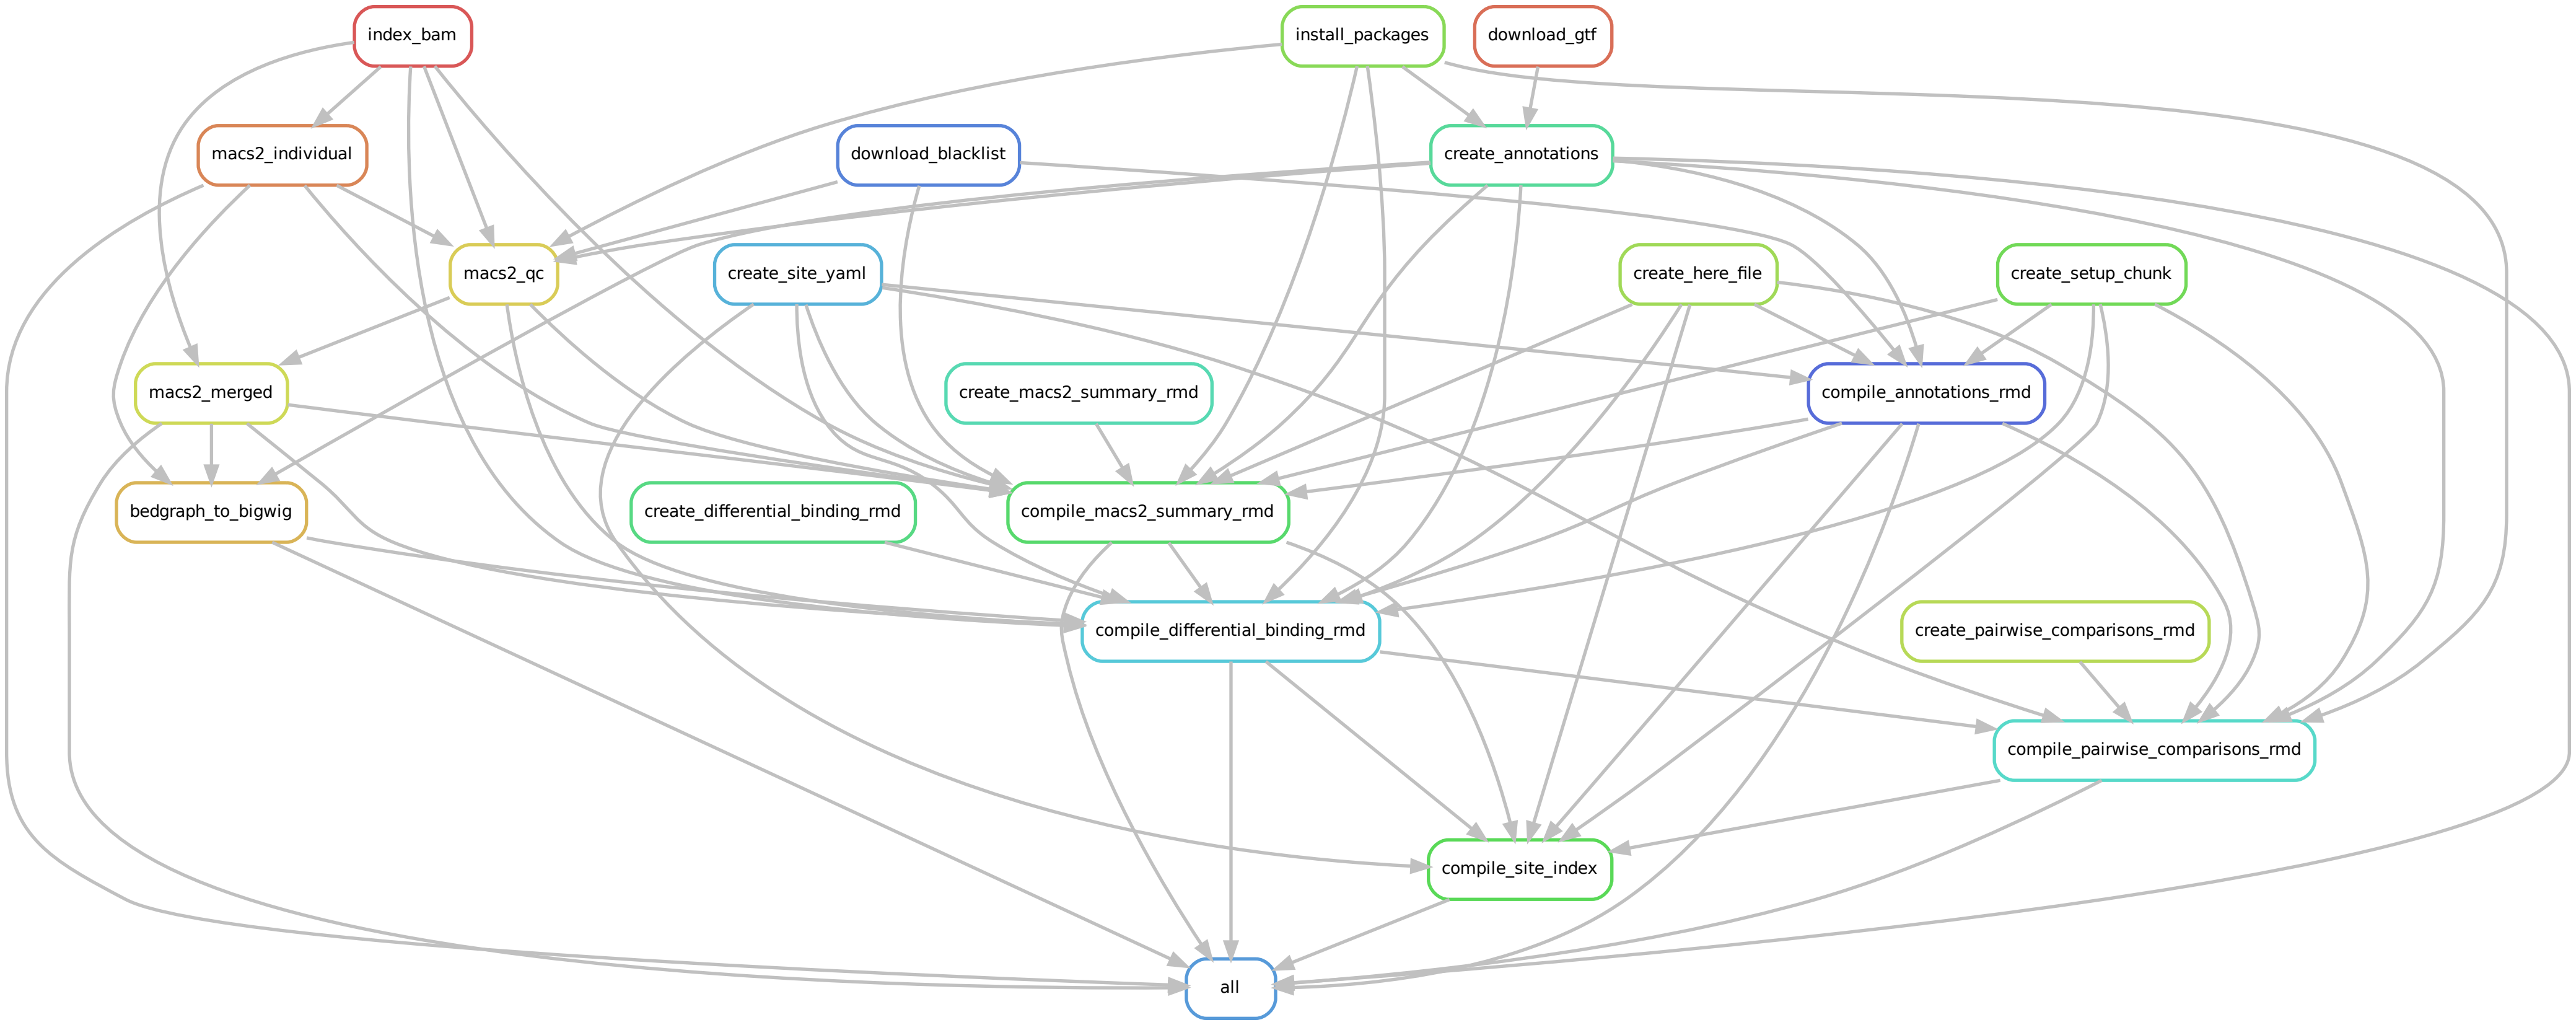 index_bam
install_packages
download_gtf
macs2_individual
download_blacklist
create_annotations
macs2_qc
create_site_yaml
create_here_file
create_setup_chunk
macs2_merged
create_macs2_summary_rmd
compile_annotations_rmd
bedgraph_to_bigwig
create_differential_binding_rmd
compile_macs2_summary_rmd
compile_differential_binding_rmd
create_pairwise_comparisons_rmd
compile_pairwise_comparisons_rmd
compile_site_index
all